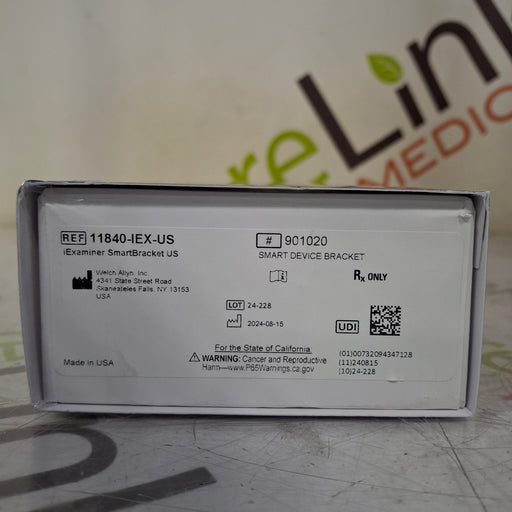 reLink
MEDICAL
REF 11840-IEX-US
iExaminer SmartBracket US
# 901020
SMART DEVICE BRACKET
Welch Allyn, Inc.
4341 State Street Road
Skaneateles Falls, NY 13153
USA
i
Rx ONLY
LOT 24-228
2024-08-15
UDI
For the State of California:
WARNING: Cancer and Reproductive
Harm—www.P65Warnings.ca.gov
Made in USA
(01)00732094347128
(11)240815
(10)24-228